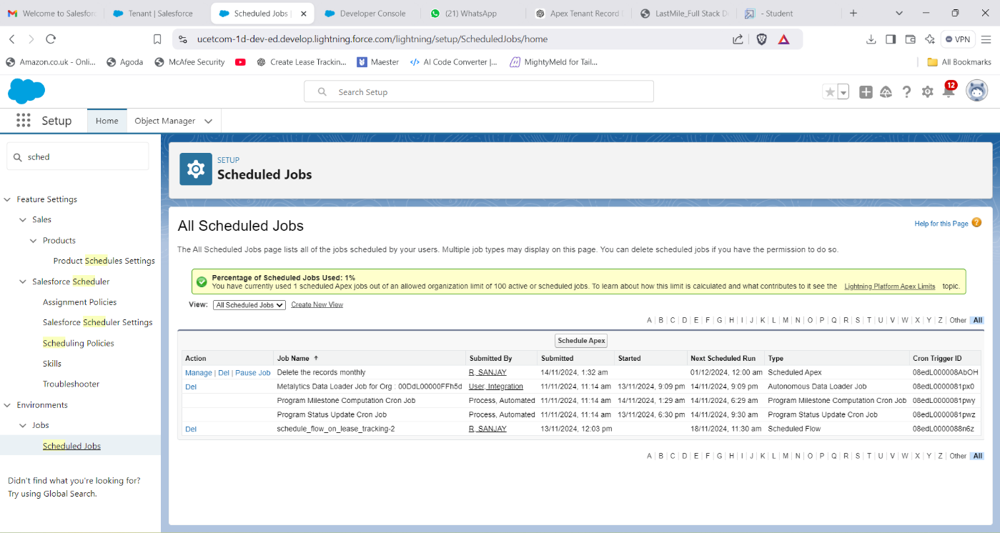 Welcome to Salesforc
Tenant | Salesforce
Scheduled Jobs |
Developer Console
(21) WhatsApp
Apex Tenant Record
LastMile_Full Stack D
- Student
ucetcom-1d-dev-ed.develop.lightning.force.com/lightning/setup/ScheduledJobs/home
VPN
Amazon.co.uk - Onli...
Agoda
McAfee Security
Create Lease Trackin...
Maester
AI Code Converter |...
MightyMeld for Tail...
All Bookmarks
Search Setup
12
Setup
Home
Object Manager
sched
Feature Settings
Sales
Products
Product Schedules Settings
Salesforce Scheduler
Assignment Policies
Salesforce Scheduler Settings
Scheduling Policies
Skills
Troubleshooter
Environments
Jobs
Scheduled Jobs
Didn't find what you're looking for?
Try using Global Search.
SETUP
Scheduled Jobs
All Scheduled Jobs
Help for this Page
The All Scheduled Jobs page lists all of the jobs scheduled by your users. Multiple job types may display on this page. You can delete scheduled jobs if you have the permission to do so.
Percentage of Scheduled Jobs Used: 1%
You have currently used 1 scheduled Apex jobs out of an allowed organization limit of 100 active or scheduled jobs. To learn about how this limit is calculated and what contributes to it see the Lightning Platform Apex Limits topic.
View: All Scheduled Jobs Create New View
A | B | C | D | E | F | G | H | I | J | K | L | M | N | O | P | Q | R | S | T | U | V | W | X | Y | Z | Other All
Schedule Apex
Action Job Name ↑ Submitted By Submitted Started Next Scheduled Run Type Cron Trigger ID
Manage | Del | Pause Job Delete the records monthly R, SANJAY 14/11/2024, 1:32 am 01/12/2024, 12:00 am Scheduled Apex 08edL000008AbOH
Del Metalytics Data Loader Job for Org : 00DdL00000FFh5d User, Integration 11/11/2024, 11:14 am 13/11/2024, 9:09 pm 14/11/2024, 9:09 pm Autonomous Data Loader Job 08edL0000081px0
Program Milestone Computation Cron Job Process, Automated 11/11/2024, 11:14 am 14/11/2024, 1:29 am 14/11/2024, 6:29 am Program Milestone Computation Cron Job 08edL0000081pwy
Program Status Update Cron Job Process, Automated 11/11/2024, 11:14 am 13/11/2024, 6:30 pm 14/11/2024, 9:30 am Program Status Update Cron Job 08edL0000081pwz
Del schedule_flow_on_lease_tracking-2 R, SANJAY 13/11/2024, 12:03 pm 18/11/2024, 11:30 am Scheduled Flow 08edL0000088n6z
A | B | C | D | E | F | G | H | I | J | K | L | M | N | O | P | Q | R | S | T | U | V | W | X | Y | Z | Other All